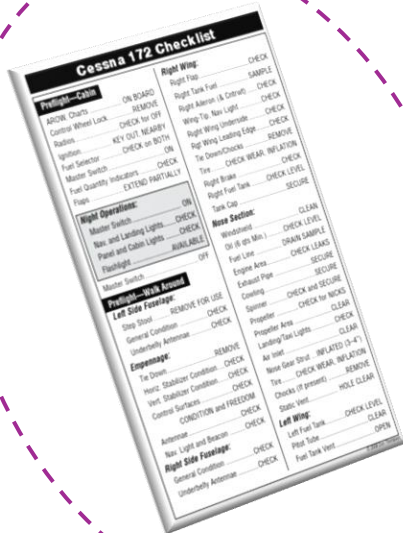 Cessna 172 Checklist
Preflight—Cabin
AROW, Charts ON BOARD
Control Wheel Lock REMOVE
Radios CHECK for OFF
Ignition KEY OUT, NEARBY
Fuel Selector CHECK on BOTH
Master Switch ON
Fuel Quantity Indicators CHECK
Flaps EXTEND PARTIALLY
Night Operations:
Master Switch ON
Nav. and Landing Lights CHECK
Panel and Cabin Lights CHECK
Flashlight AVAILABLE
Master Switch OFF
Preflight—Walk Around
Left Side Fuselage:
Step Stool REMOVE FOR USE
General Condition CHECK
Underbelly Antennae CHECK
Empennage:
Tie Down REMOVE
Horiz. Stabilizer Condition CHECK
Vert. Stabilizer Condition CHECK
Control Surfaces CHECK
CONDITION and FREEDOM
Antennae CHECK
Nav. Light and Beacon CHECK
Right Side Fuselage:
General Condition CHECK
Underbelly Antennae CHECK
Right Wing:
Right Flap CHECK
Right Tank Fuel SAMPLE
Right Aileron (& Cntrwt) CHECK
Wing-Tip, Nav Light CHECK
Right Wing Underside CHECK
Rgt Wing Leading Edge CHECK
Tie Down/Chocks REMOVE
Tire CHECK WEAR, INFLATION
Right Brake CHECK
Right Fuel Tank CHECK LEVEL
Tank Cap SECURE
Nose Section:
Windshield CLEAN
Oil (6 qts Min.) CHECK LEVEL
Fuel Line DRAIN SAMPLE
Engine Area CHECK LEAKS
Exhaust Pipe SECURE
Cowling SECURE
Spinner CHECK and SECURE
Propeller CHECK for NICKS
Propeller Area CLEAR
Landing/Taxi Lights CHECK
Air Inlet CLEAR
Nose Gear Strut INFLATED (3-4")
Tire CHECK WEAR, INFLATION
Chocks (If present) REMOVE
Static Vent HOLE CLEAR
Left Wing:
Left Fuel Tank CHECK LEVEL
Pitot Tube CLEAR
Fuel Tank Vent OPEN